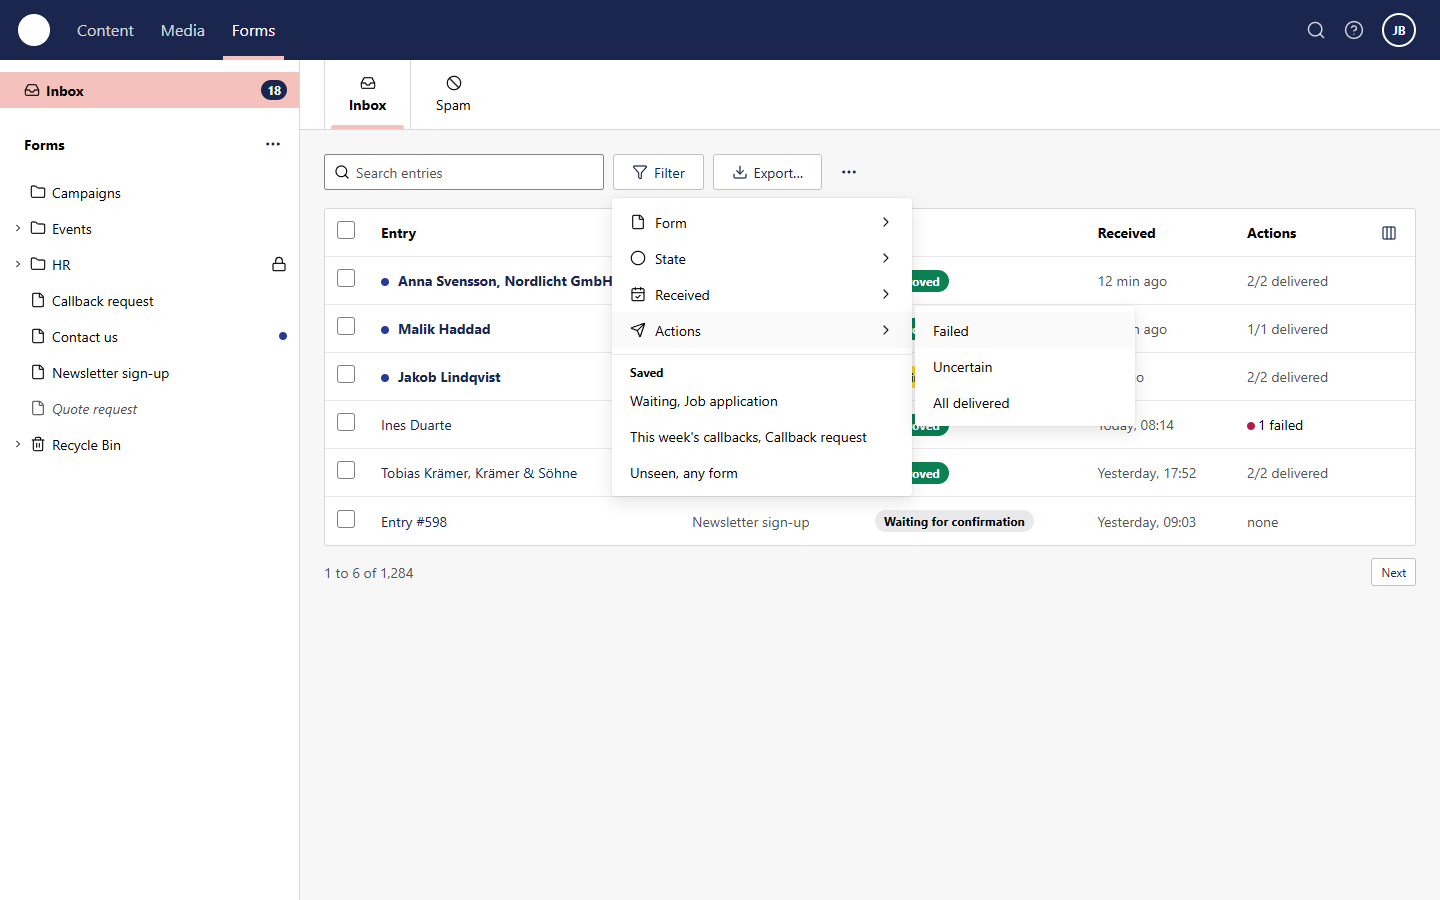 Content
Media
Forms
JB
Inbox
18
Forms
Campaigns
Events
HR
Callback request
Contact us
Newsletter sign-up
Quote request
Recycle Bin
Inbox
Spam
Search entries
Filter
Export...
Entry
Received
Actions
Anna Svensson, Nordlicht GmbH
12 min ago
2/2 delivered
Malik Haddad
ago
1/1 delivered
Jakob Lindqvist
2/2 delivered
Ines Duarte
Today, 08:14
1 failed
Tobias Krämer, Krämer & Söhne
Yesterday, 17:52
2/2 delivered
Entry #598
Newsletter sign-up
Waiting for confirmation
Yesterday, 09:03
none
Form
State
Received
Actions
Saved
Waiting, Job application
This week's callbacks, Callback request
Unseen, any form
Failed
Uncertain
All delivered
1 to 6 of 1,284
Next